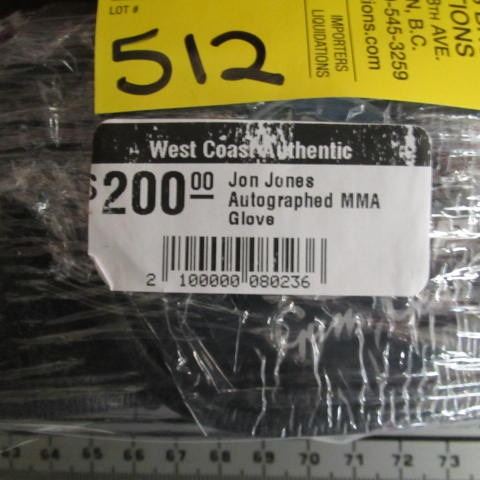 LOT #
512
IMPORTERS
LIQUIDATIONS
TIONS
8TH AVE.
N, B.C.
-545-3259
ions.com
West Coast Authentic
$200.00
Jon Jones
Autographed MMA
Glove
2 100000 080236
63 64 65 66 67 68 69 70 71 72 73